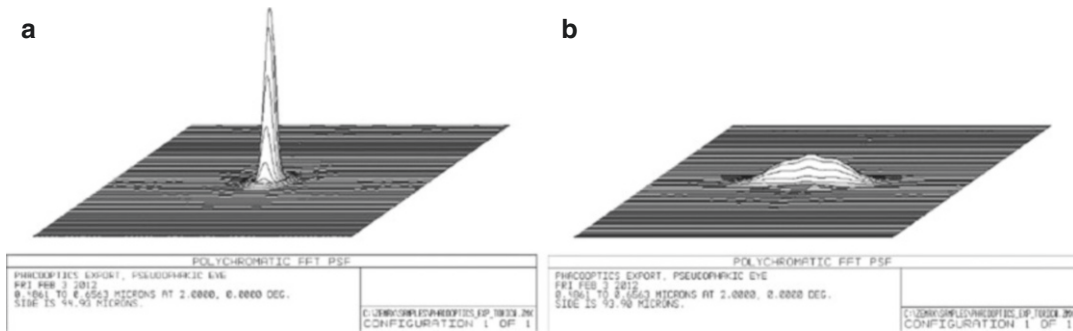 a
b
POLYCHROMATIC FFT PSF
PHACOOPTICS EXPORT, PSEUDOPHAKIC EYE
FRI FEB 3 2012
0.4861 TO 0.6563 MICRONS AT 2.0000, 0.0000 DEG.
SIDE IS 94.93 MICRONS.
CONFIGURATION 1 OF 1
POLYCHROMATIC FFT PSF
PHACOOPTICS EXPORT, PSEUDOPHAKIC EYE
FRI FEB 3 2012
0.4861 TO 0.6563 MICRONS AT 2.0000, 0.0000 DEG.
SIDE IS 93.90 MICRONS.
CONFIGURATION 1 OF 1